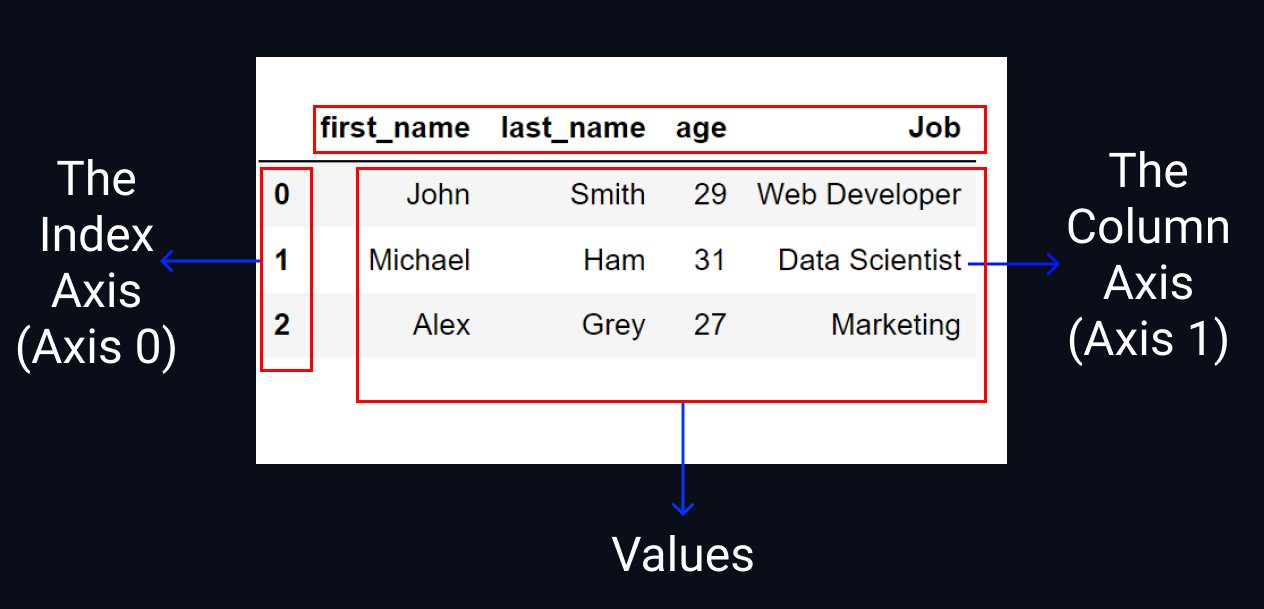 first_name last_name age Job
0 John Smith 29 Web Developer
1 Michael Ham 31 Data Scientist
2 Alex Grey 27 Marketing
The
Index
Axis
(Axis 0)
The
Column
Axis
(Axis 1)
Values